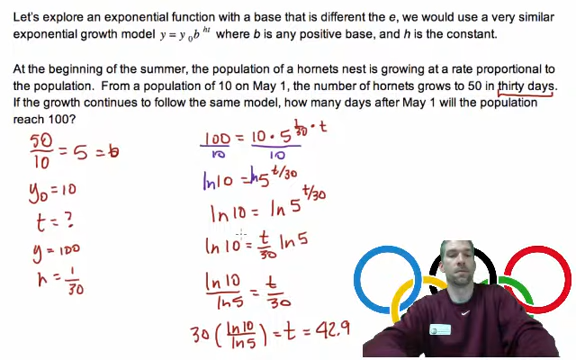 Let's explore an exponential function with a base that is different the e, we would use a very similar
exponential growth model y = y₀b^ht where b is any positive base, and h is the constant.
At the beginning of the summer, the population of a hornets nest is growing at a rate proportional to
the population. From a population of 10 on May 1, the number of hornets grows to 50 in thirty days.
If the growth continues to follow the same model, how many days after May 1 will the population
reach 100?
50/10 = 5 = b
y₀ = 10
t = ?
y = 100
h = 1/30
100/10 = 10 · 5^(1/30 · t)/10
ln 10 = ln 5^t/30
ln 10 = ln 5^t/30
ln 10 = t/30 ln 5
ln 10/ln 5 = t/30
30 (ln 10/ln 5) = t = 42.9